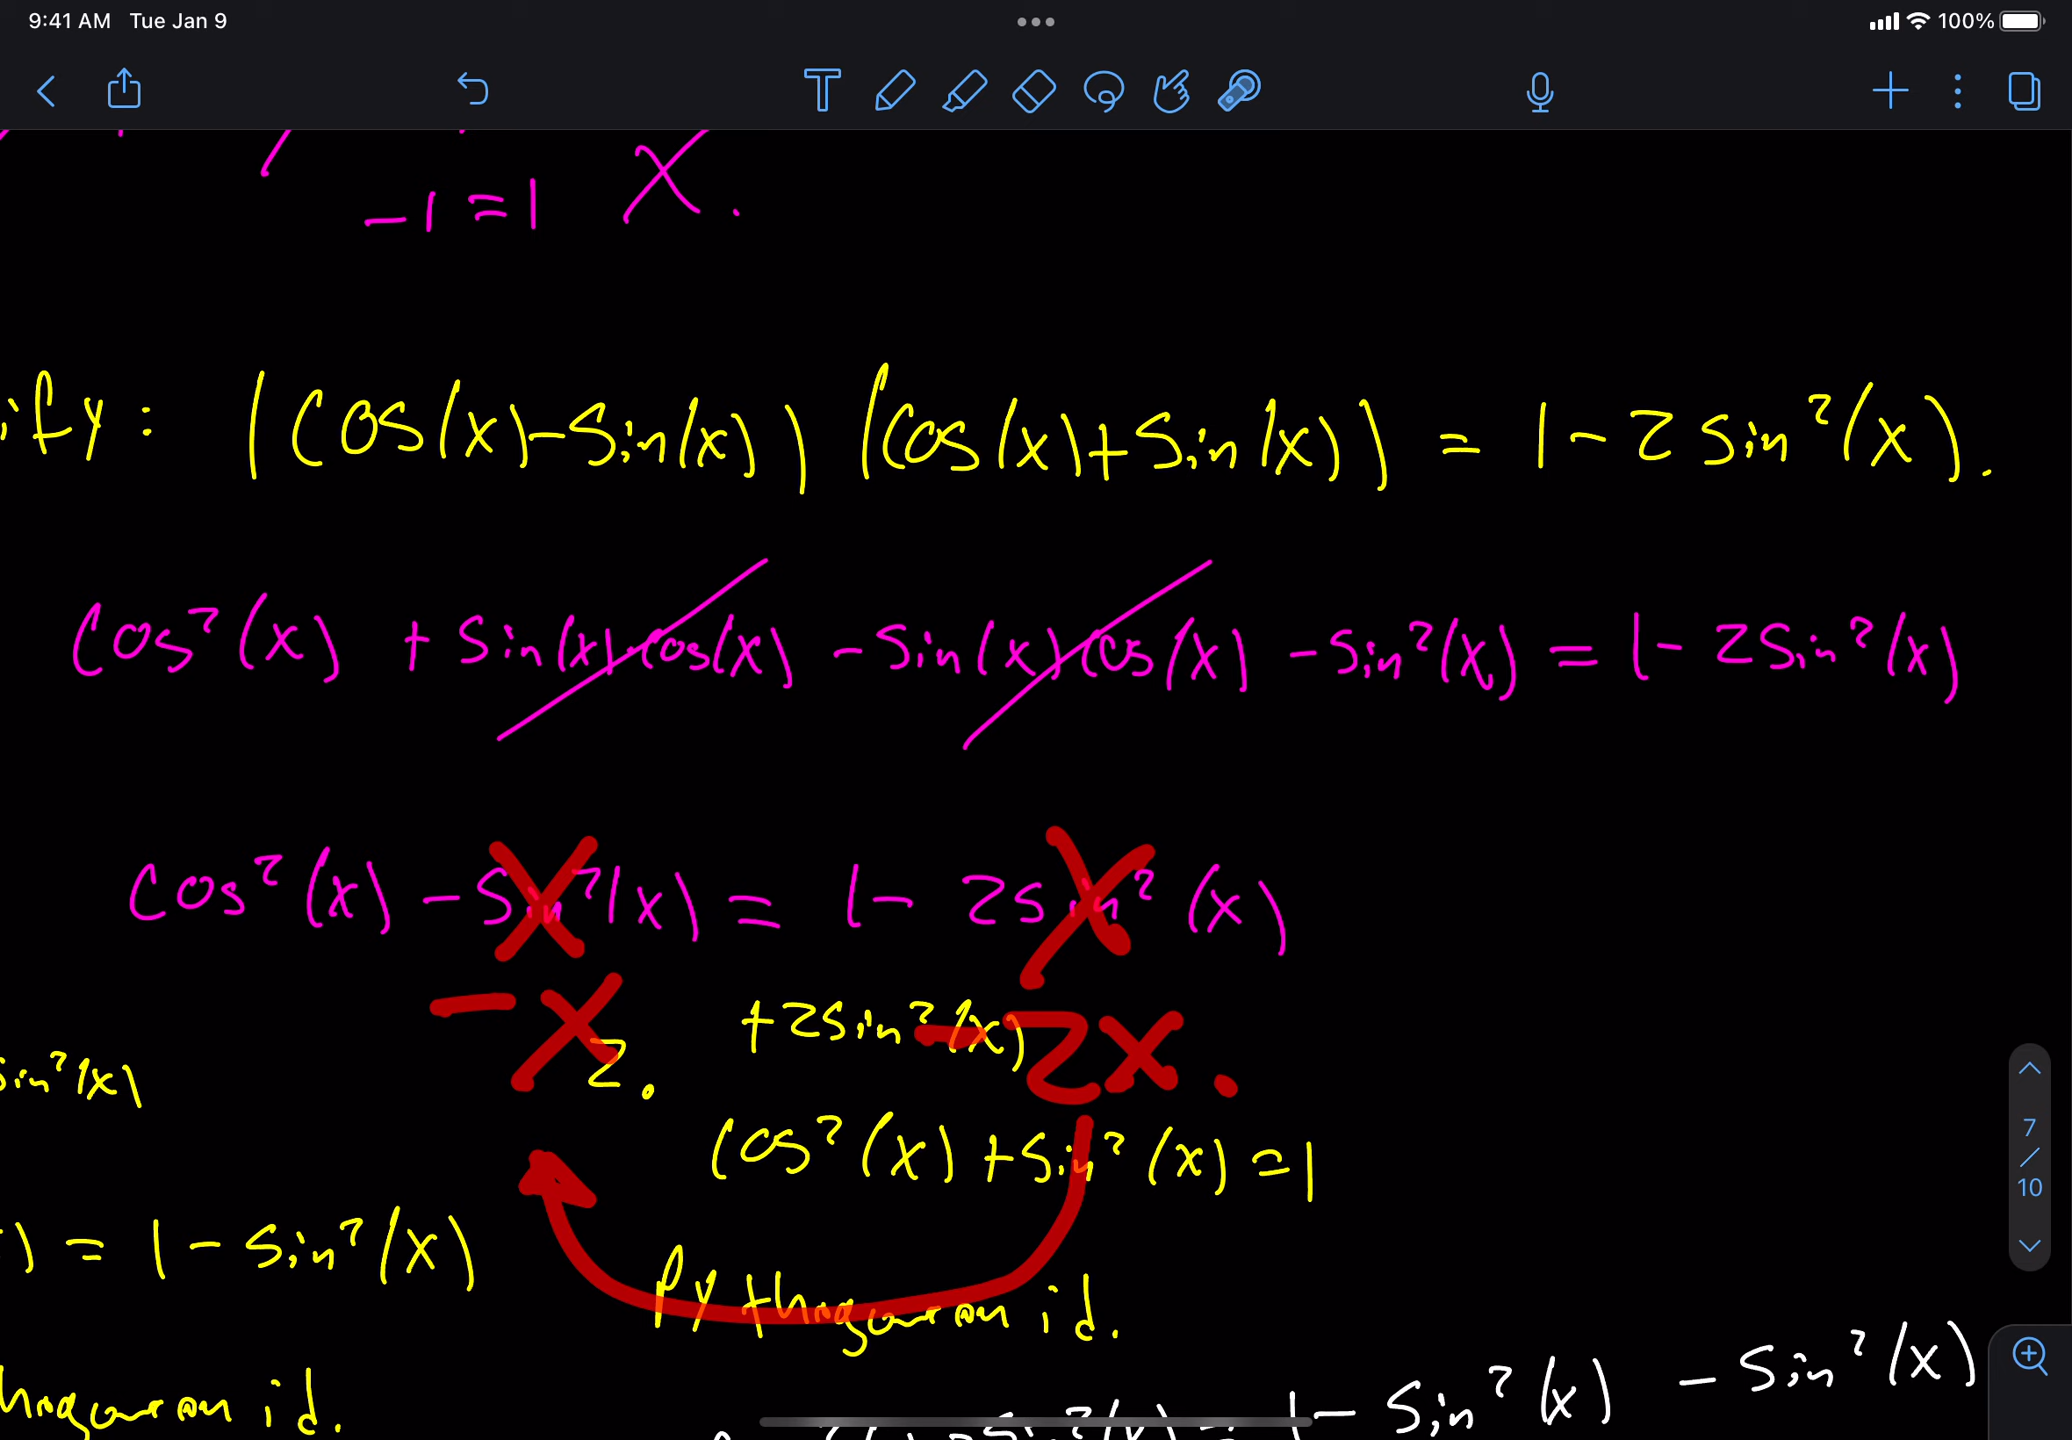 9:41 AM Tue Jan 9
100%
-1 = 1 X.
ify: (cos(x)-sin(x)) (cos(x)+sin(x)) = 1-2sin²(x).
cos²(x) + sin(x)cos(x) - sin(x)cos(x) - sin²(x) = 1-2sin²(x)
cos²(x) - sin²(x) = 1 - 2sin²(x)
-x -2x.
2. +2sin²(x)
sin²(x)
cos²(x) + sin²(x) = 1
) = 1 - sin²(x)
Pythagorean id.
hagorean id.
1 - sin²(x) - sin²(x)
7
/
10